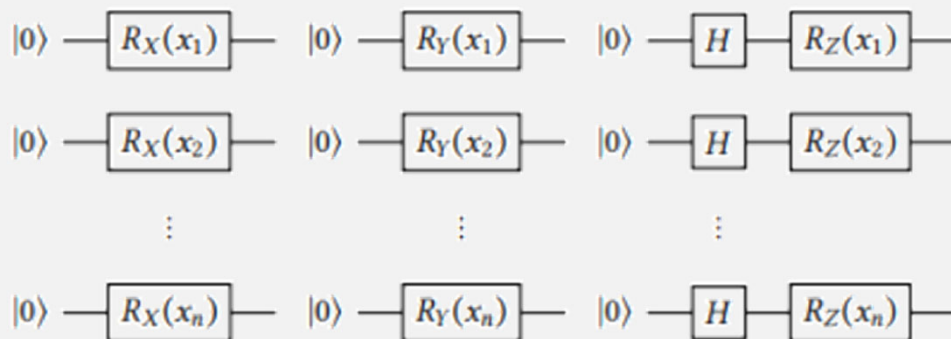 |0⟩ R_X(x_1) |0⟩ R_Y(x_1) |0⟩ H R_Z(x_1)
|0⟩ R_X(x_2) |0⟩ R_Y(x_2) |0⟩ H R_Z(x_2)
⋮ ⋮ ⋮
|0⟩ R_X(x_n) |0⟩ R_Y(x_n) |0⟩ H R_Z(x_n)